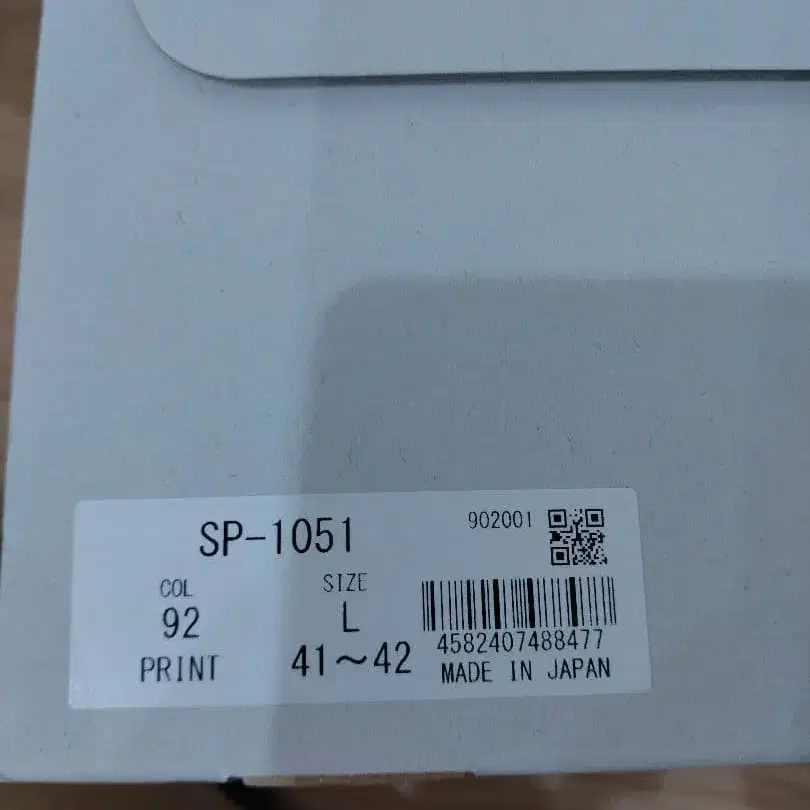 SP-1051
902001
COL
92
PRINT
SIZE
L
41～42
4582407488477
MADE IN JAPAN